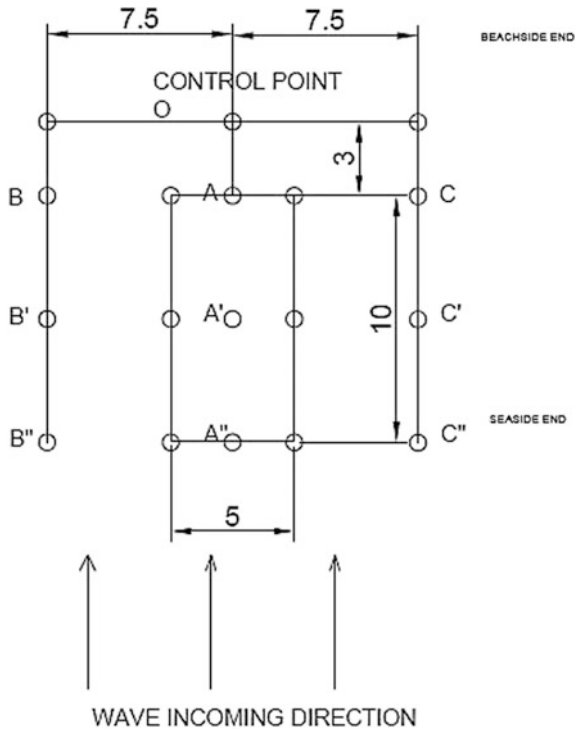 7.5 7.5
BEACHSIDE END
CONTROL POINT
O
3
B A C
B' A' C'
10
B" A" C"
SEASIDE END
5
WAVE INCOMING DIRECTION